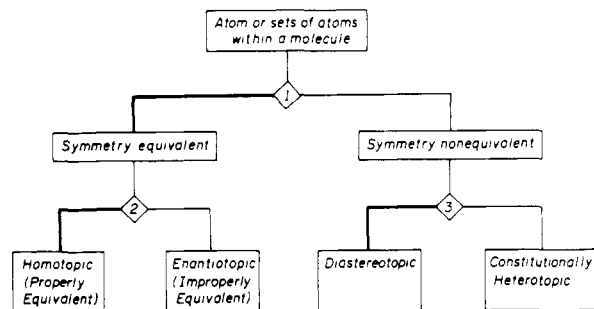 Atom or sets of atoms
within a molecule
1
Symmetry equivalent
Symmetry nonequivalent
2
3
Homotopic
(Properly
Equivalent)
Enantiotopic
(Improperly
Equivalent)
Diastereotopic
Constitutionally
Heterotopic